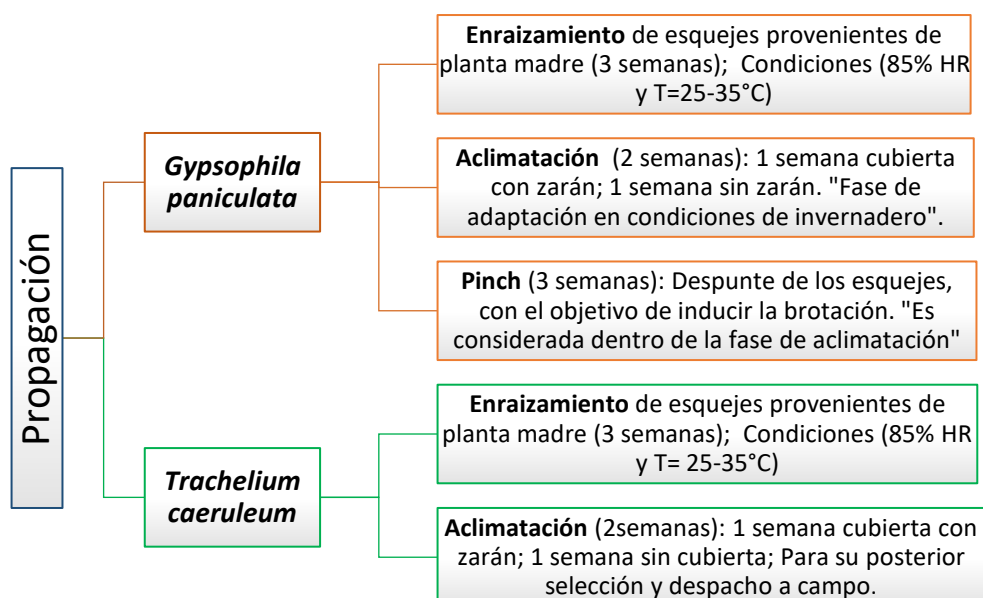 Propagación
Gypsophila
paniculata
Enraizamiento de esquejes provenientes de
planta madre (3 semanas);  Condiciones (85% HR
y T=25-35°C)
Aclimatación  (2 semanas): 1 semana cubierta
con zarán; 1 semana sin zarán. "Fase de
adaptación en condiciones de invernadero".
Pinch (3 semanas): Despunte de los esquejes,
con el objetivo de inducir la brotación. "Es
considerada dentro de la fase de aclimatación"
Trachelium
caeruleum
Enraizamiento de esquejes provenientes de
planta madre (3 semanas);  Condiciones (85% HR
y T= 25-35°C)
Aclimatación (2semanas): 1 semana cubierta con
zarán; 1 semana sin cubierta; Para su posterior
selección y despacho a campo.